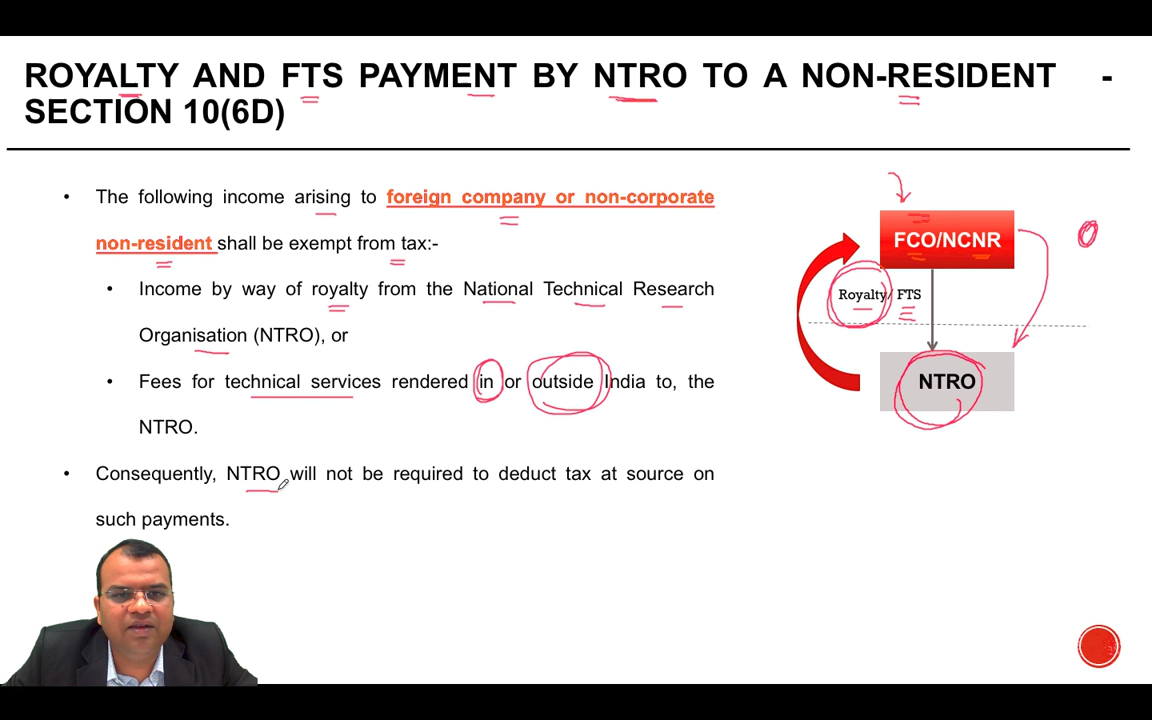 ROYALTY AND FTS PAYMENT BY NTRO TO A NON-RESIDENT -
SECTION 10(6D)
• The following income arising to foreign company or non-corporate
non-resident shall be exempt from tax:-
• Income by way of royalty from the National Technical Research
Organisation (NTRO), or
• Fees for technical services rendered in or outside India to, the
NTRO.
• Consequently, NTRO will not be required to deduct tax at source on
such payments.
FCO/NCNR
0
Royalty/ FTS
NTRO